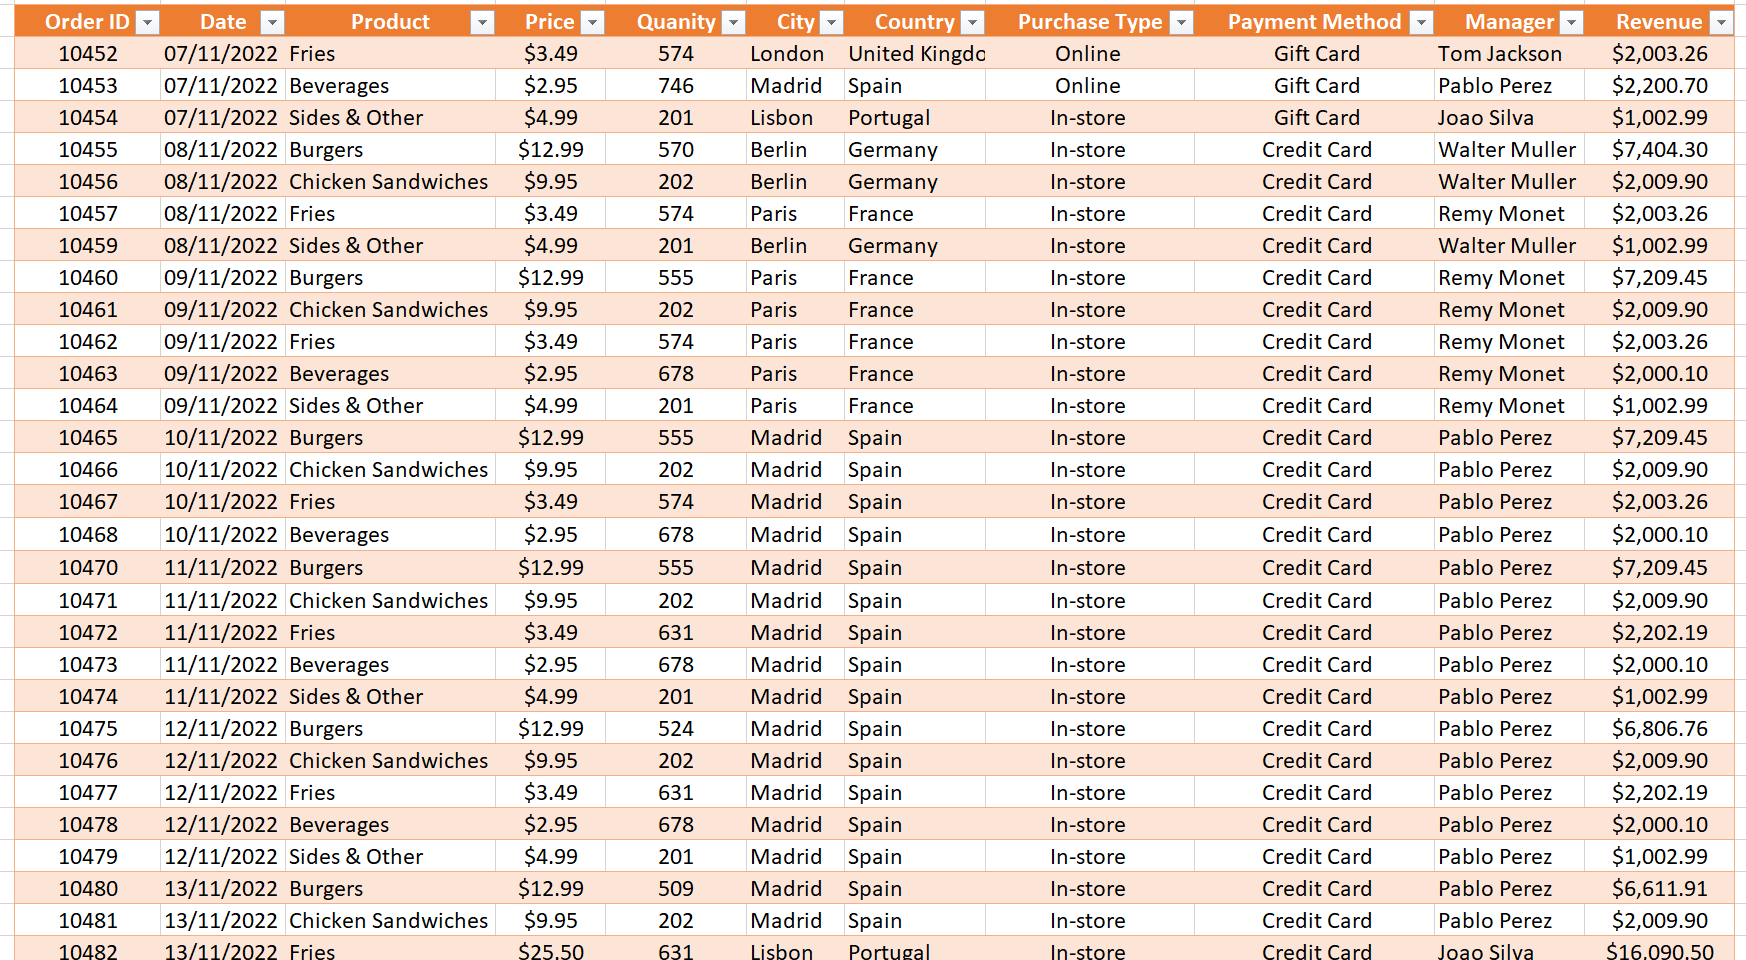 Order ID Date Product Price Quanity City Country Purchase Type Payment Method Manager Revenue
10452 07/11/2022 Fries $3.49 574 London United Kingdo Online Gift Card Tom Jackson $2,003.26
10453 07/11/2022 Beverages $2.95 746 Madrid Spain Online Gift Card Pablo Perez $2,200.70
10454 07/11/2022 Sides & Other $4.99 201 Lisbon Portugal In-store Gift Card Joao Silva $1,002.99
10455 08/11/2022 Burgers $12.99 570 Berlin Germany In-store Credit Card Walter Muller $7,404.30
10456 08/11/2022 Chicken Sandwiches $9.95 202 Berlin Germany In-store Credit Card Walter Muller $2,009.90
10457 08/11/2022 Fries $3.49 574 Paris France In-store Credit Card Remy Monet $2,003.26
10459 08/11/2022 Sides & Other $4.99 201 Berlin Germany In-store Credit Card Walter Muller $1,002.99
10460 09/11/2022 Burgers $12.99 555 Paris France In-store Credit Card Remy Monet $7,209.45
10461 09/11/2022 Chicken Sandwiches $9.95 202 Paris France In-store Credit Card Remy Monet $2,009.90
10462 09/11/2022 Fries $3.49 574 Paris France In-store Credit Card Remy Monet $2,003.26
10463 09/11/2022 Beverages $2.95 678 Paris France In-store Credit Card Remy Monet $2,000.10
10464 09/11/2022 Sides & Other $4.99 201 Paris France In-store Credit Card Remy Monet $1,002.99
10465 10/11/2022 Burgers $12.99 555 Madrid Spain In-store Credit Card Pablo Perez $7,209.45
10466 10/11/2022 Chicken Sandwiches $9.95 202 Madrid Spain In-store Credit Card Pablo Perez $2,009.90
10467 10/11/2022 Fries $3.49 574 Madrid Spain In-store Credit Card Pablo Perez $2,003.26
10468 10/11/2022 Beverages $2.95 678 Madrid Spain In-store Credit Card Pablo Perez $2,000.10
10470 11/11/2022 Burgers $12.99 555 Madrid Spain In-store Credit Card Pablo Perez $7,209.45
10471 11/11/2022 Chicken Sandwiches $9.95 202 Madrid Spain In-store Credit Card Pablo Perez $2,009.90
10472 11/11/2022 Fries $3.49 631 Madrid Spain In-store Credit Card Pablo Perez $2,202.19
10473 11/11/2022 Beverages $2.95 678 Madrid Spain In-store Credit Card Pablo Perez $2,000.10
10474 11/11/2022 Sides & Other $4.99 201 Madrid Spain In-store Credit Card Pablo Perez $1,002.99
10475 12/11/2022 Burgers $12.99 524 Madrid Spain In-store Credit Card Pablo Perez $6,806.76
10476 12/11/2022 Chicken Sandwiches $9.95 202 Madrid Spain In-store Credit Card Pablo Perez $2,009.90
10477 12/11/2022 Fries $3.49 631 Madrid Spain In-store Credit Card Pablo Perez $2,202.19
10478 12/11/2022 Beverages $2.95 678 Madrid Spain In-store Credit Card Pablo Perez $2,000.10
10479 12/11/2022 Sides & Other $4.99 201 Madrid Spain In-store Credit Card Pablo Perez $1,002.99
10480 13/11/2022 Burgers $12.99 509 Madrid Spain In-store Credit Card Pablo Perez $6,611.91
10481 13/11/2022 Chicken Sandwiches $9.95 202 Madrid Spain In-store Credit Card Pablo Perez $2,009.90
10482 13/11/2022 Fries $25.50 631 Lisbon Portugal In-store Credit Card Joao Silva $16,090.50